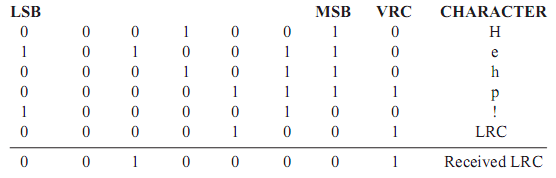 LSB MSB VRC CHARACTER
0 0 0 1 0 0 1 0 H
1 0 1 0 0 1 1 0 e
0 0 0 1 0 1 1 0 h
0 0 0 0 1 1 1 1 p
1 0 0 0 0 1 0 0 !
0 0 0 0 1 0 0 1 LRC
0 0 1 0 0 0 0 1 Received LRC